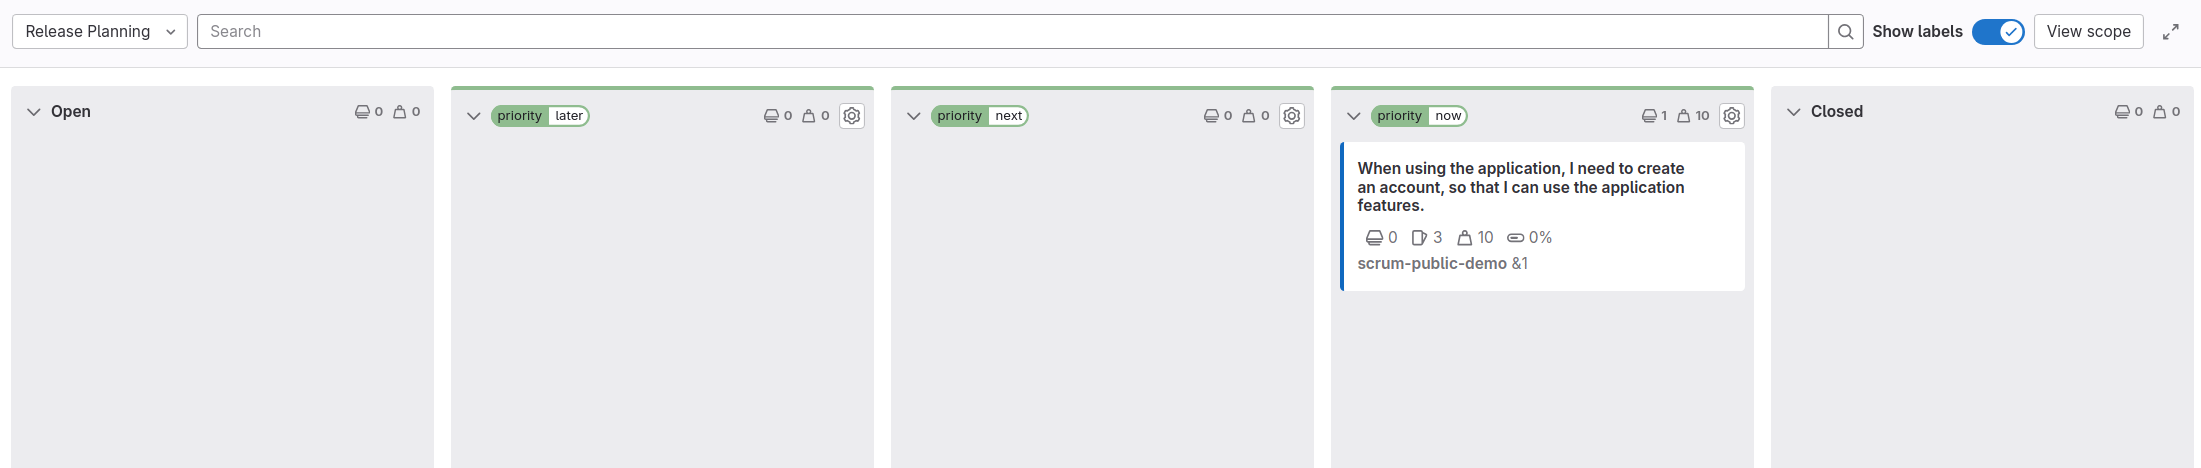 Release Planning
Search
Show labels
View scope
Open 0 0
priority later 0 0
priority next 0 0
priority now 1 10
Closed 0 0
When using the application, I need to create
an account, so that I can use the application
features.
0 3 10 0%
scrum-public-demo &1